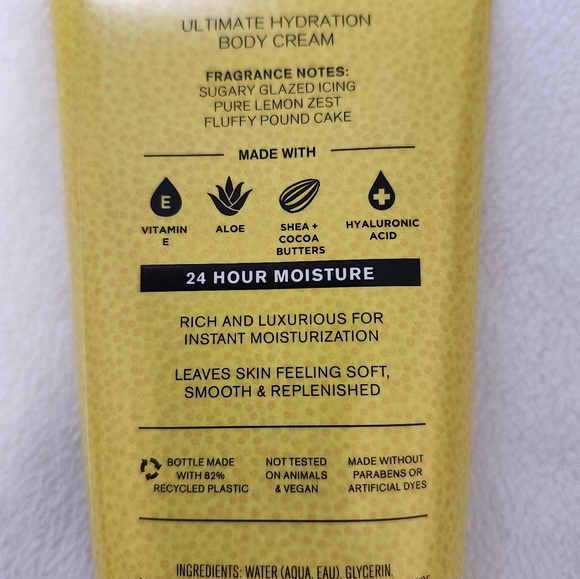 ULTIMATE HYDRATION
BODY CREAM
FRAGRANCE NOTES:
SUGARY GLAZED ICING
PURE LEMON ZEST
FLUFFY POUND CAKE
MADE WITH
E
VITAMIN
E
ALOE
SHEA +
COCOA
BUTTERS
HYALURONIC
ACID
24 HOUR MOISTURE
RICH AND LUXURIOUS FOR
INSTANT MOISTURIZATION
LEAVES SKIN FEELING SOFT,
SMOOTH & REPLENISHED
BOTTLE MADE
WITH 82%
RECYCLED PLASTIC
NOT TESTED
ON ANIMALS
& VEGAN
MADE WITHOUT
PARABENS OR
ARTIFICIAL DYES
INGREDIENTS: WATER (AQUA, EAU), GLYCERIN,